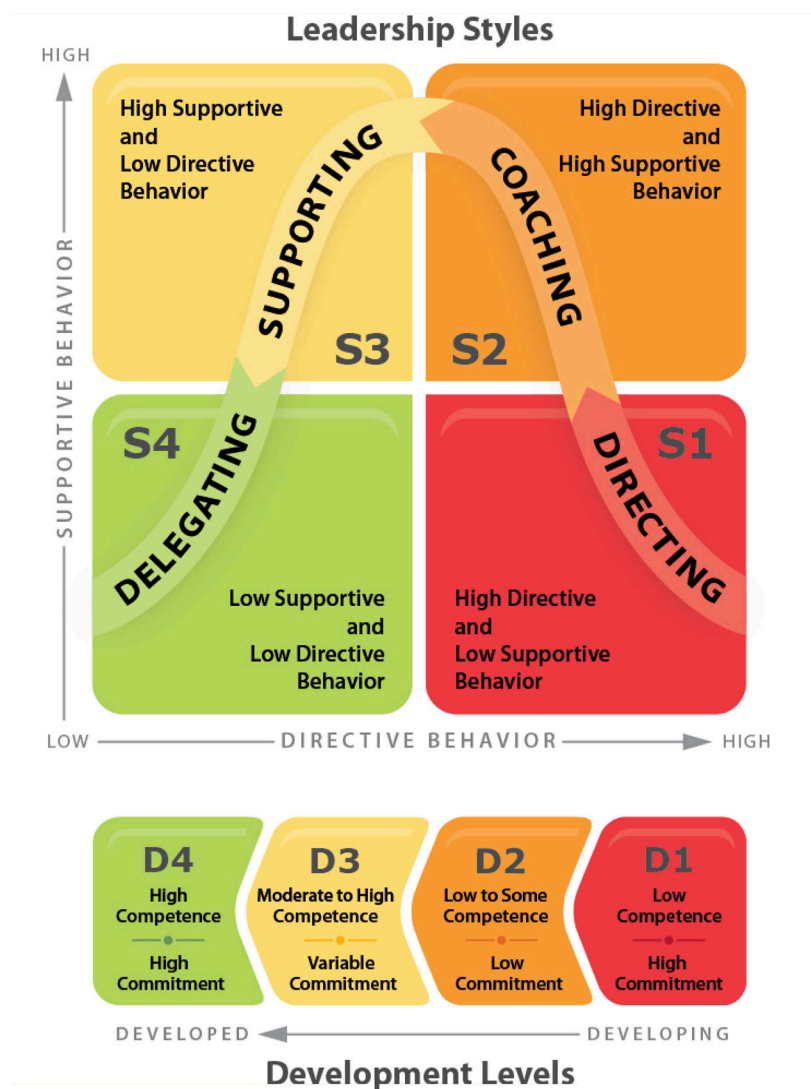 Leadership Styles
HIGH
SUPPORTIVE BEHAVIOR
High Supportive
and
Low Directive
Behavior
SUPPORTING
S3
High Directive
and
High Supportive
Behavior
COACHING
S2
S4
DELEGATING
Low Supportive
and
Low Directive
Behavior
S1
DIRECTING
High Directive
and
Low Supportive
Behavior
LOW
DIRECTIVE BEHAVIOR
HIGH
D4
High
Competence
High
Commitment
D3
Moderate to High
Competence
Variable
Commitment
D2
Low to Some
Competence
Low
Commitment
D1
Low
Competence
High
Commitment
DEVELOPED
DEVELOPING
Development Levels